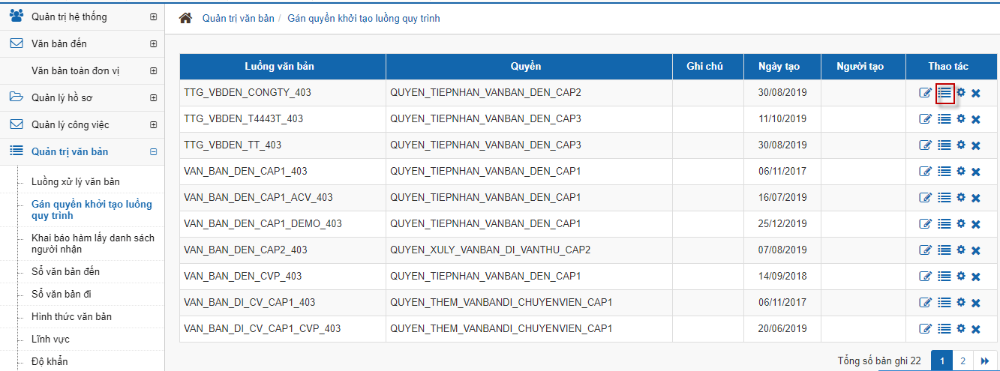 Quản trị hệ thống
Văn bản đến
Văn bản toàn đơn vị
Quản lý hồ sơ
Quản lý công việc
Quản trị văn bản
Luồng xử lý văn bản
Gán quyền khởi tạo luồng
quy trình
Khai báo hàm lấy danh sách
người nhận
Sổ văn bản đến
Sổ văn bản đi
Hình thức văn bản
Lĩnh vực
Độ khẩn
Quản trị văn bản / Gán quyền khởi tạo luồng quy trình
Luồng văn bản Quyền Ghi chú Ngày tạo Người tạo Thao tác
TTG_VBDEN_CONGTY_403 QUYEN_TIEPNHAN_VANBAN_DEN_CAP2 30/08/2019
TTG_VBDEN_T4443T_403 QUYEN_TIEPNHAN_VANBAN_DEN_CAP3 11/10/2019
TTG_VBDEN_TT_403 QUYEN_TIEPNHAN_VANBAN_DEN_CAP3 30/08/2019
VAN_BAN_DEN_CAP1_403 QUYEN_TIEPNHAN_VANBAN_DEN_CAP1 06/11/2017
VAN_BAN_DEN_CAP1_ACV_403 QUYEN_TIEPNHAN_VANBAN_DEN_CAP1 16/07/2019
VAN_BAN_DEN_CAP1_DEMO_403 QUYEN_TIEPNHAN_VANBAN_DEN_CAP1 25/12/2019
VAN_BAN_DEN_CAP2_403 QUYEN_XULY_VANBAN_DI_VANTHU_CAP2 07/08/2019
VAN_BAN_DEN_CVP_403 QUYEN_TIEPNHAN_VANBAN_DEN_CAP1 14/09/2018
VAN_BAN_DI_CV_CAP1_403 QUYEN_THEM_VANBANDI_CHUYENVIEN_CAP1 06/11/2017
VAN_BAN_DI_CV_CAP1_CVP_403 QUYEN_THEM_VANBANDI_CHUYENVIEN_CAP1 20/06/2019
Tổng số bản ghi 22 1 2